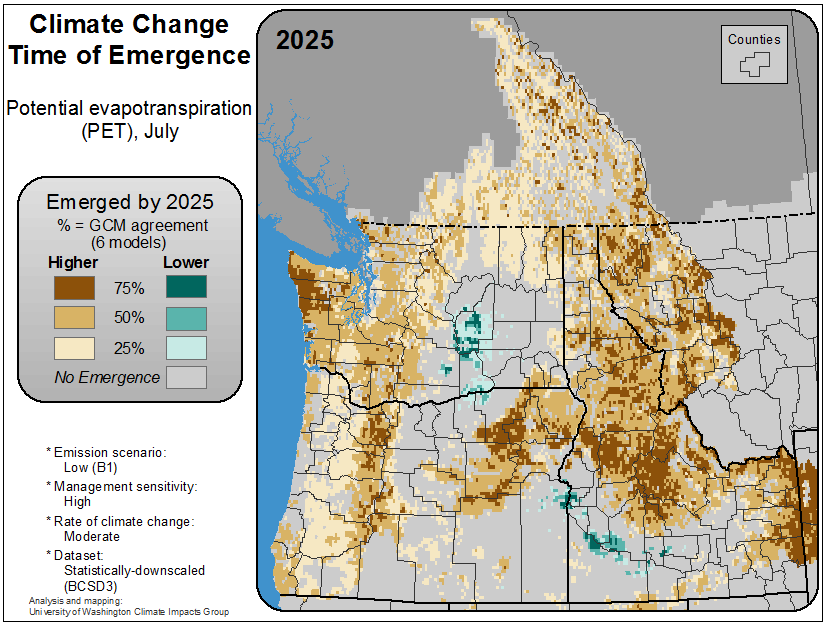 Climate Change
Time of Emergence
Potential evapotranspiration
(PET), July
Emerged by 2025
% = GCM agreement
(6 models)
Higher Lower
75%
50%
25%
No Emergence
* Emission scenario:
Low (B1)
* Management sensitivity:
High
* Rate of climate change:
Moderate
* Dataset:
Statistically-downscaled
(BCSD3)
Analysis and mapping:
University of Washington Climate Impacts Group
2025
Counties